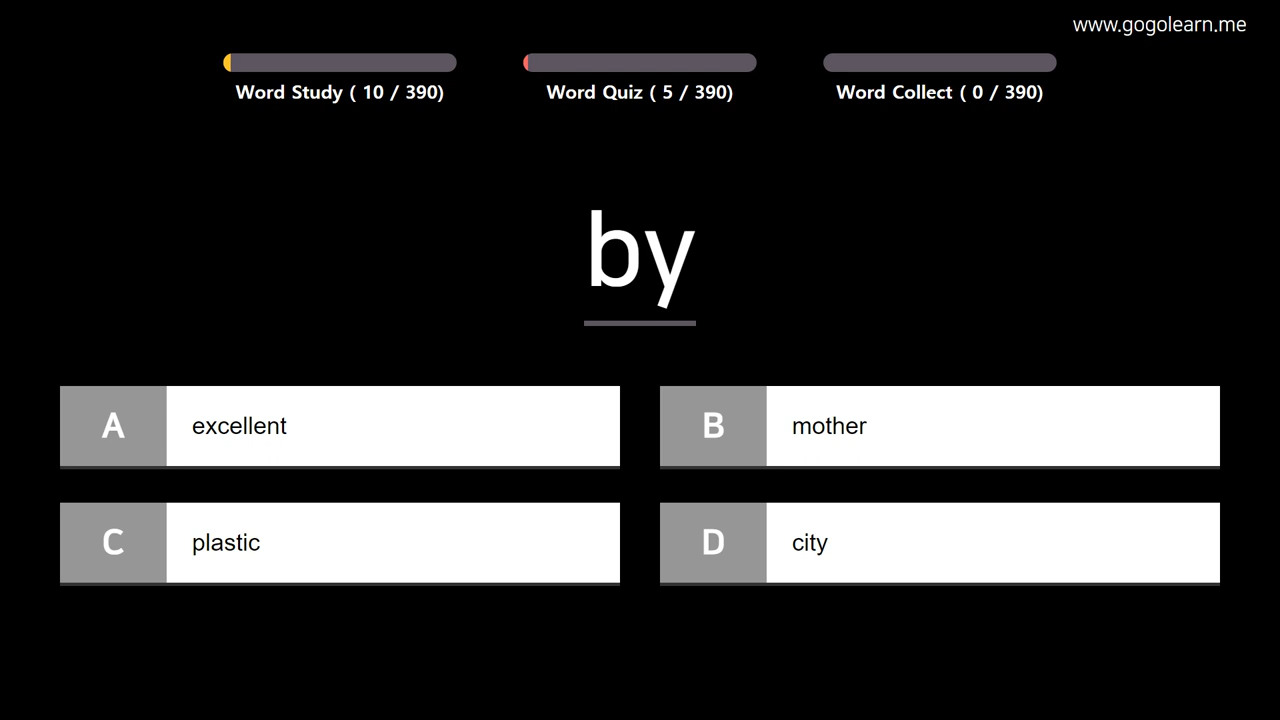 www.gogolearn.me
Word Study ( 10 / 390)
Word Quiz ( 5 / 390)
Word Collect ( 0 / 390)
by
A excellent
B mother
C plastic
D city